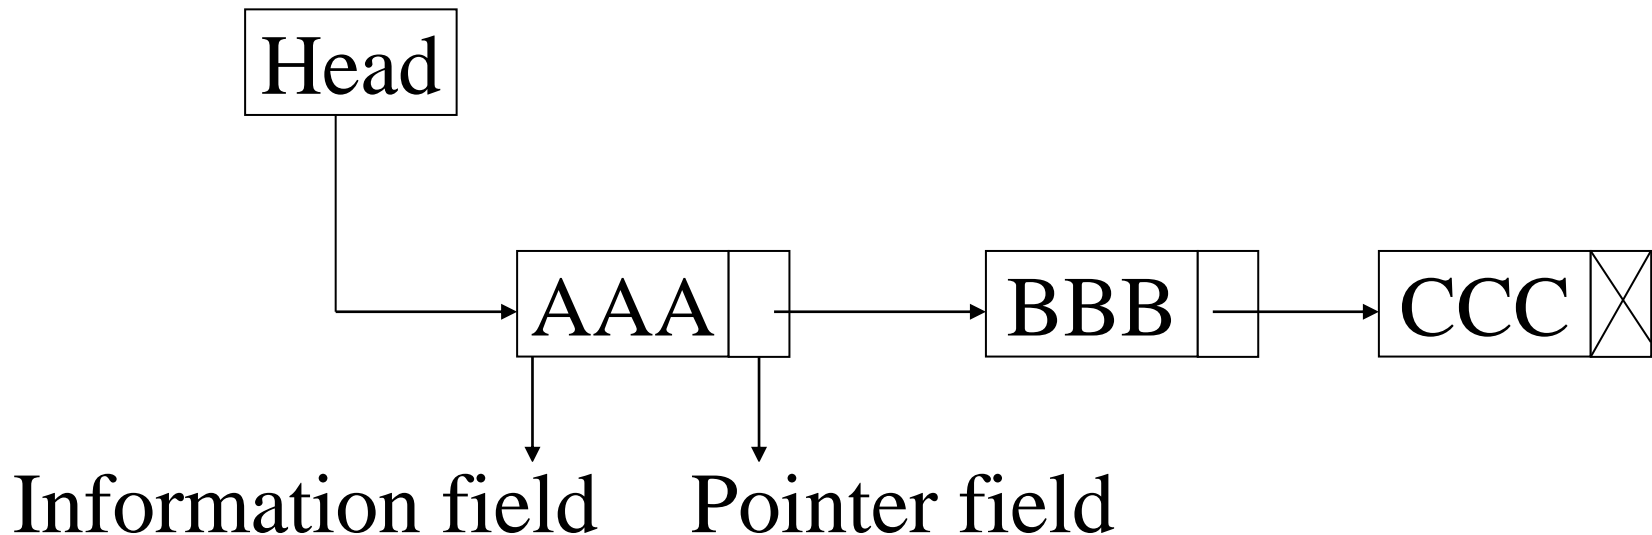 Head
AAA
BBB
CCC
Information field
Pointer field